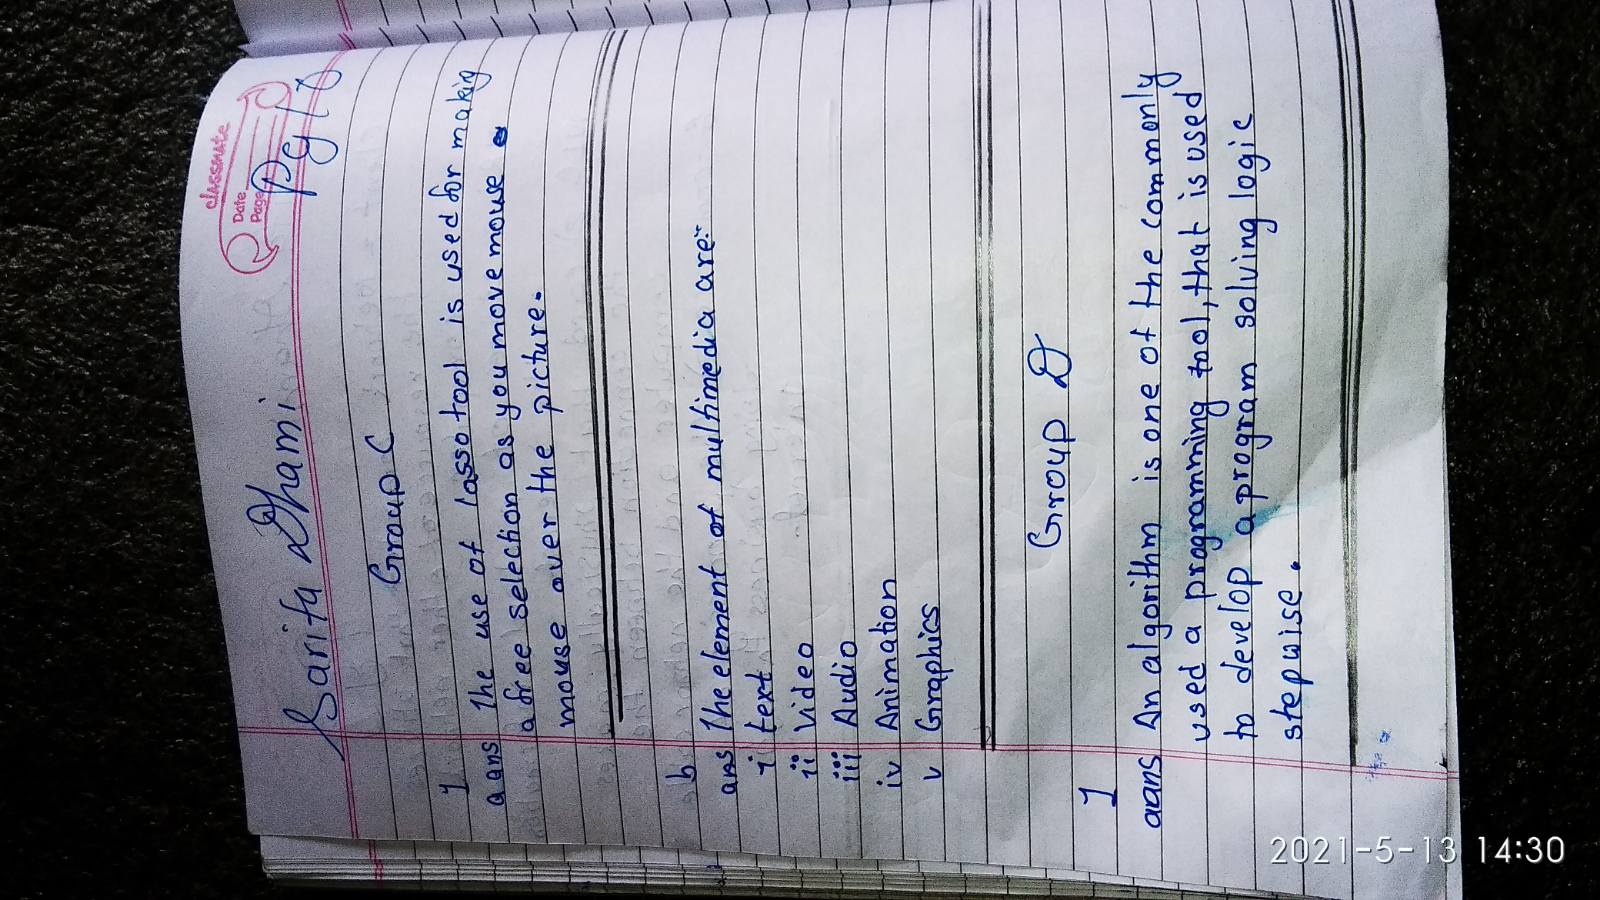 classmate
Date
Page
Pg 10
Sarita Dhami
Group C
1
a ans The use of lasso tool is used for makig
a free selection as you move mouse
mouse over the picture.
b
ans The element of multimedia are:
i text
ii Video
iii Audio
iv Animation
v Graphics
Group D
1
a ans An algorithm is one of the commonly
used a programming tool, that is used
to develop a program solving logic
stepwise.
2021-5-13 14:30